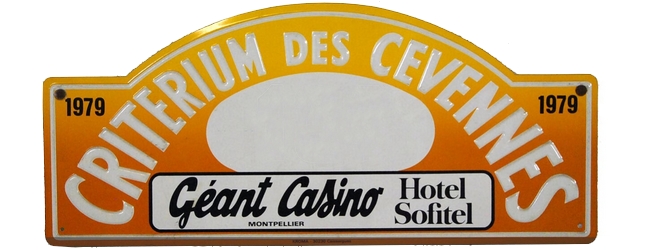 CRITERIUM DES CEVENNES
1979
1979
Géant Casino
MONTPELLIER
Hotel
Sofitel